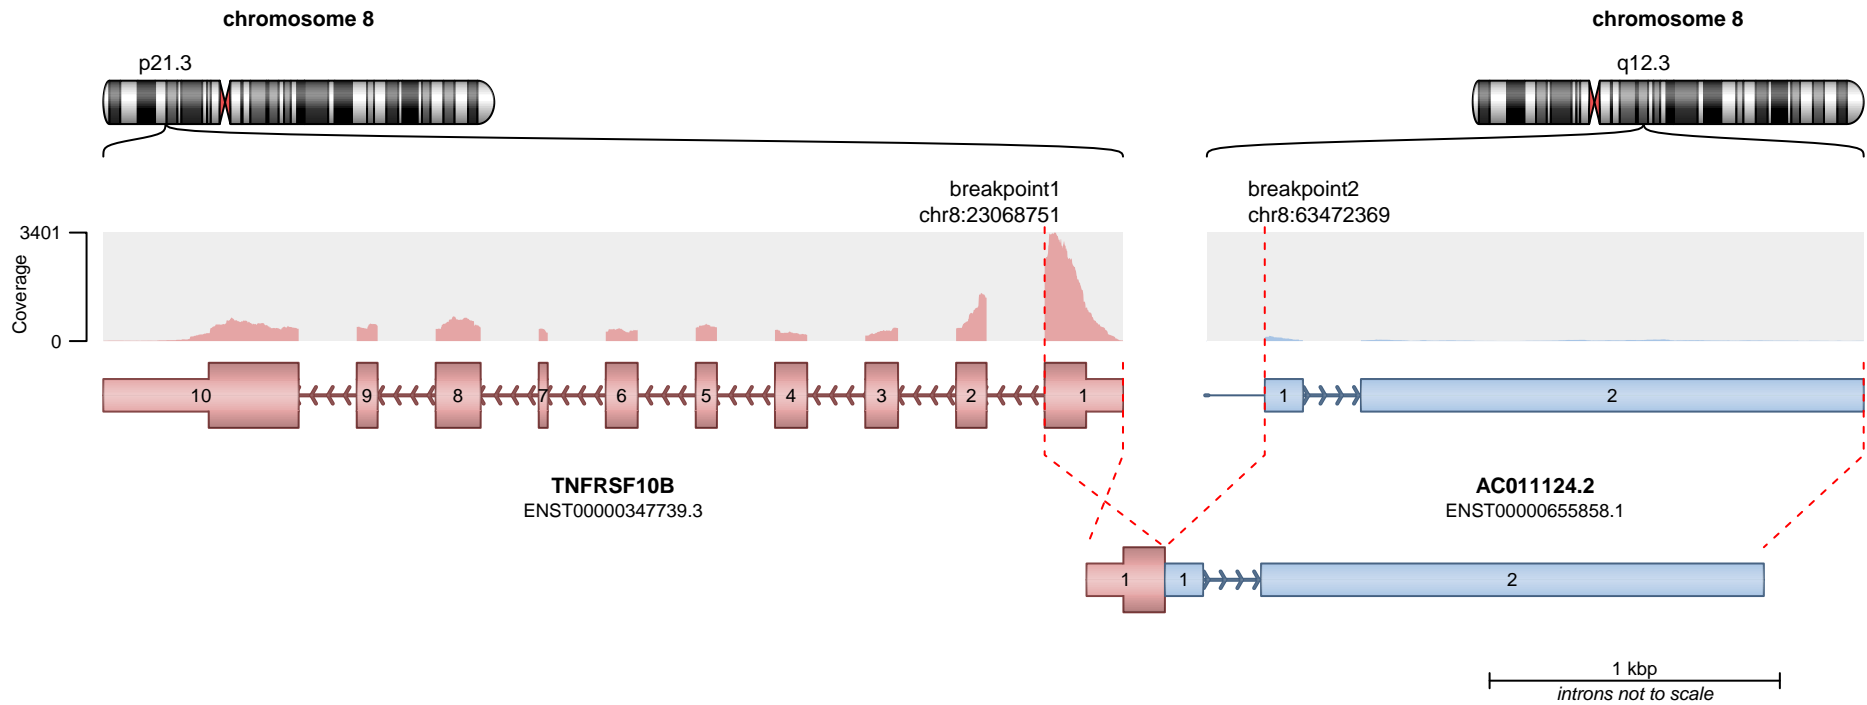 chromosome 8
chromosome 8
p21.3
q12.3
breakpoint1
chr8:23068751
breakpoint2
chr8:63472369
3401
Coverage
0
10 9 8 7 6 5 4 3 2 1
1 2
TNFRSF10B
ENST00000347739.3
AC011124.2
ENST00000655858.1
1 1 2
1 kbp
introns not to scale